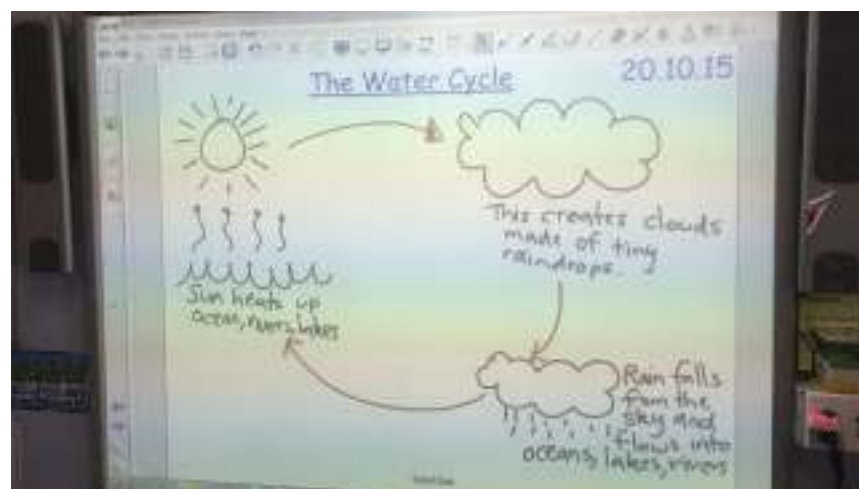 The Water Cycle
20.10.15
This creates clouds
made of tiny
raindrops.
Sun heats up
ocean, rivers, lakes
Rain falls
from the
sky and
flows into
oceans, lakes, rivers